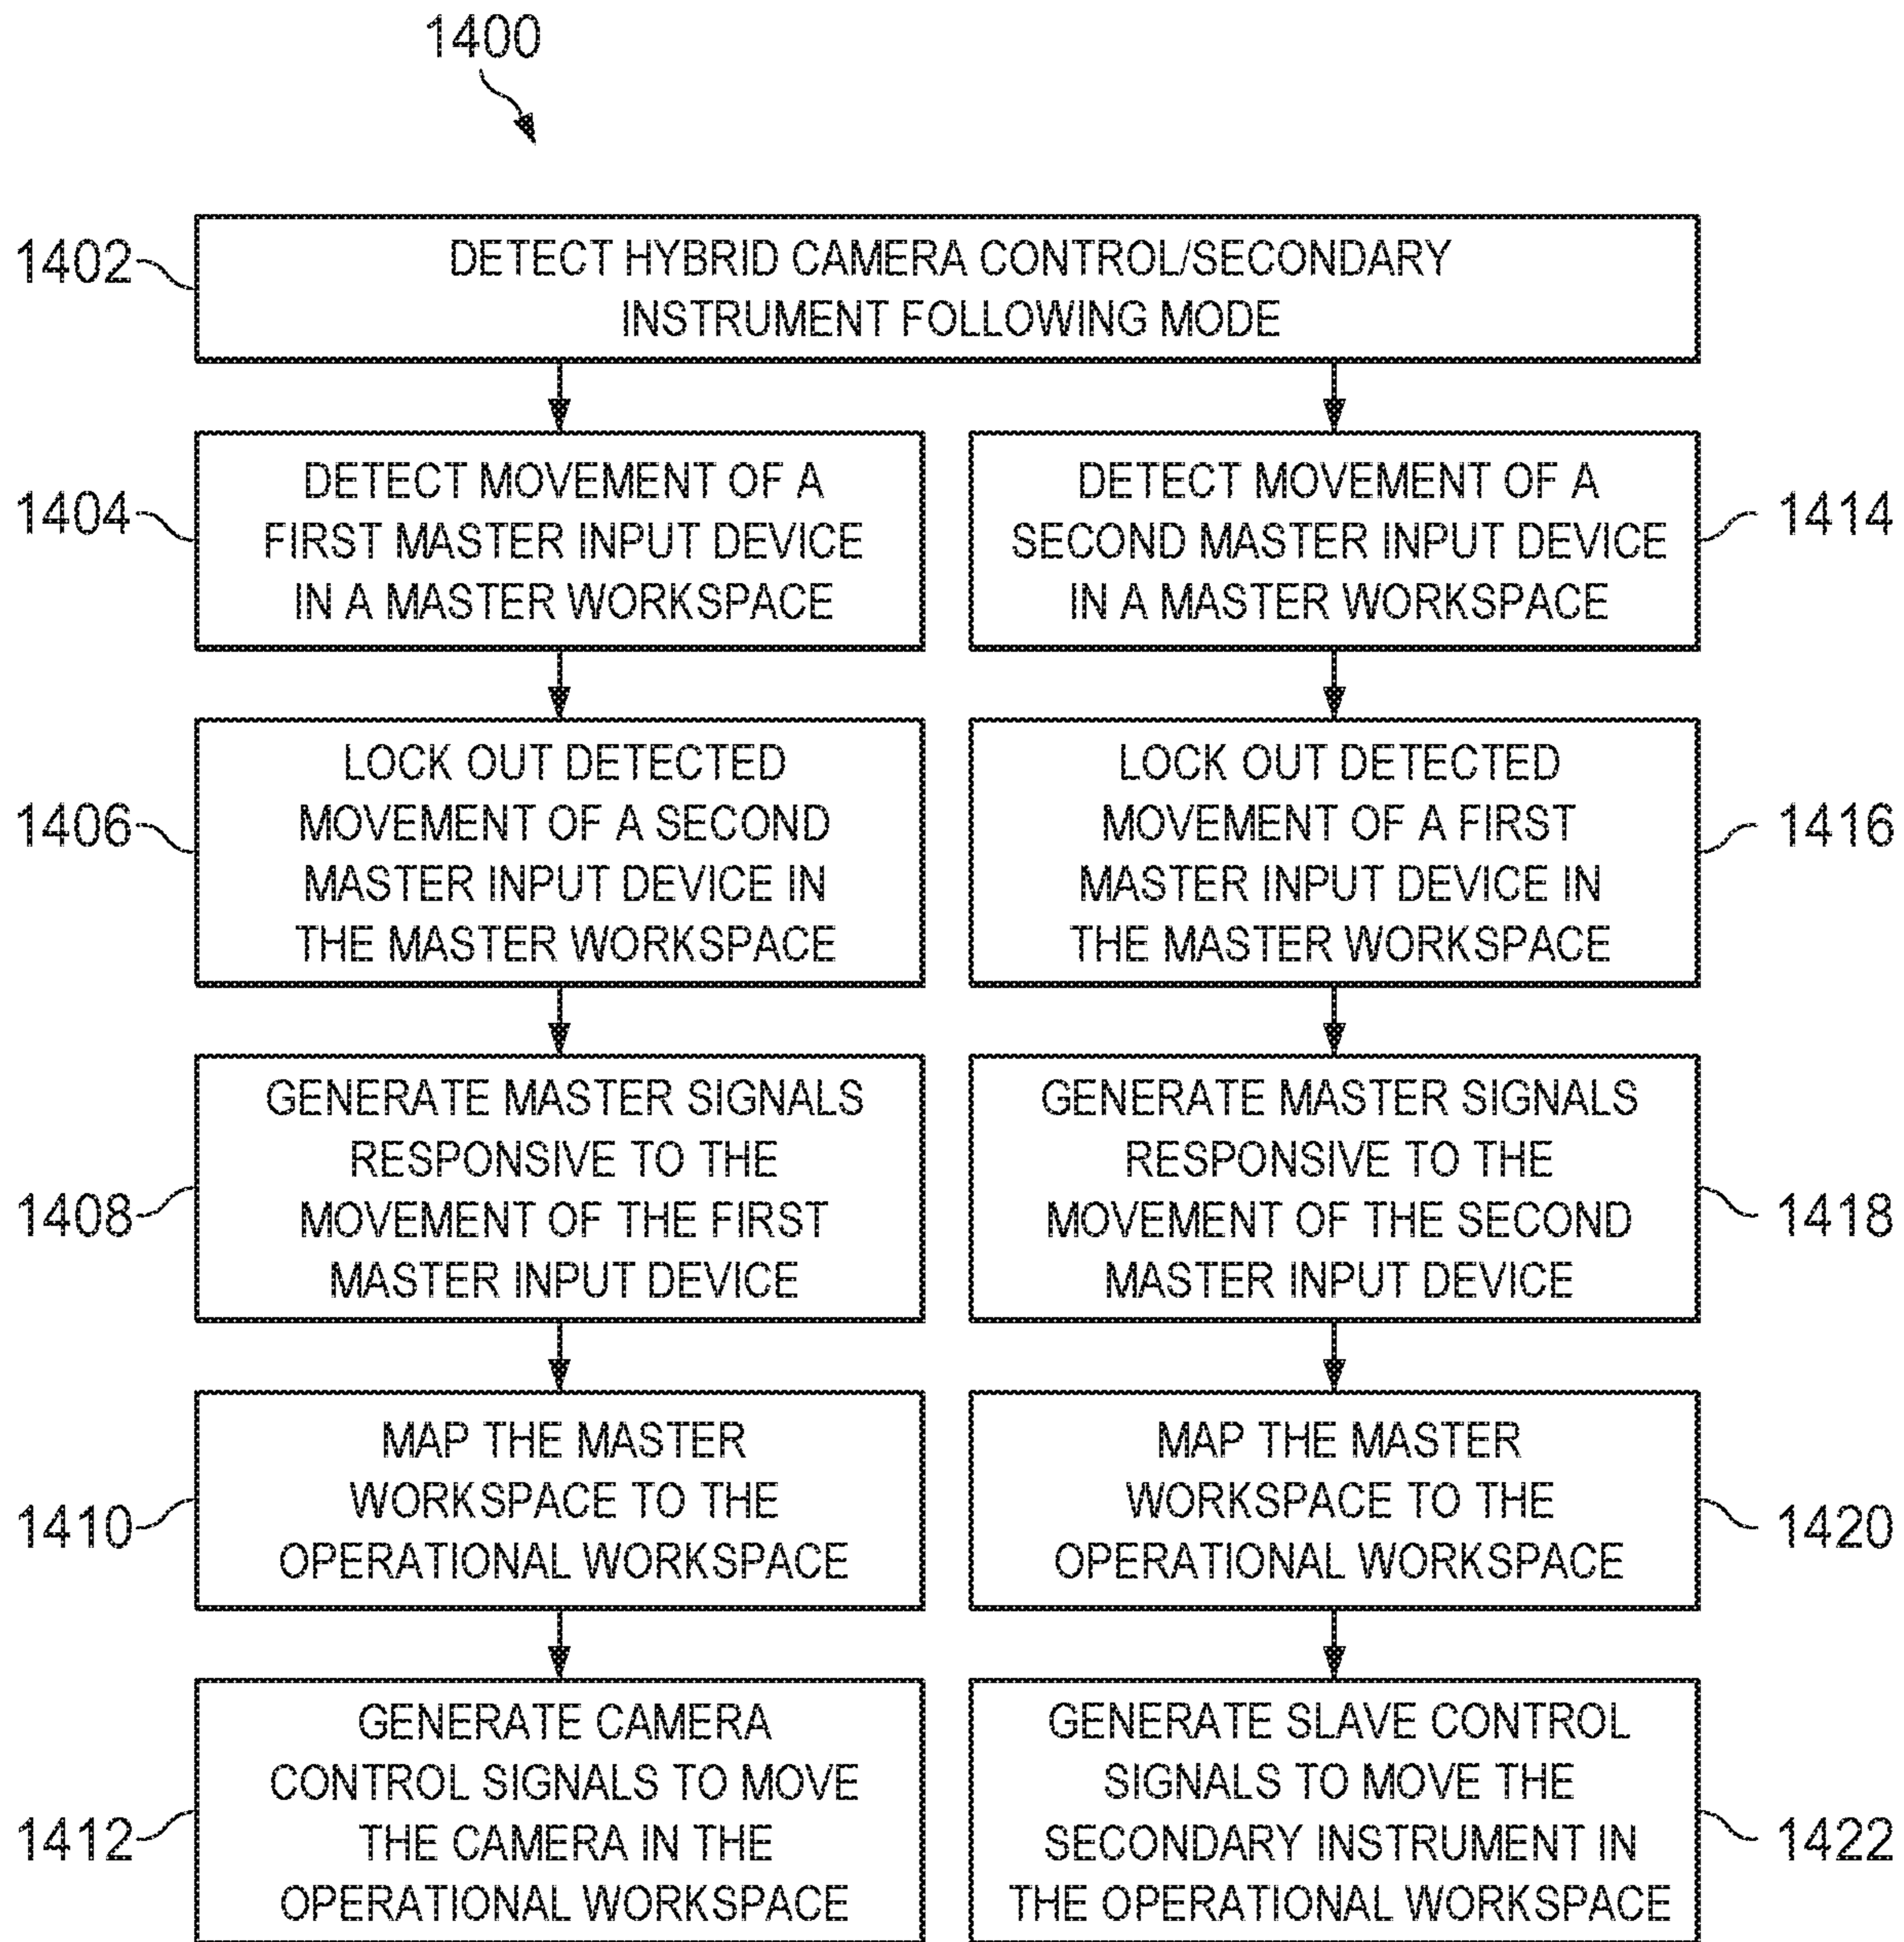 1400
1402
DETECT HYBRID CAMERA CONTROL/SECONDARY
INSTRUMENT FOLLOWING MODE
1404
DETECT MOVEMENT OF A
FIRST MASTER INPUT DEVICE
IN A MASTER WORKSPACE
1406
LOCK OUT DETECTED
MOVEMENT OF A SECOND
MASTER INPUT DEVICE IN
THE MASTER WORKSPACE
1408
GENERATE MASTER SIGNALS
RESPONSIVE TO THE
MOVEMENT OF THE FIRST
MASTER INPUT DEVICE
1410
MAP THE MASTER
WORKSPACE TO THE
OPERATIONAL WORKSPACE
1412
GENERATE CAMERA
CONTROL SIGNALS TO MOVE
THE CAMERA IN THE
OPERATIONAL WORKSPACE
DETECT MOVEMENT OF A
SECOND MASTER INPUT DEVICE
IN A MASTER WORKSPACE
1414
LOCK OUT DETECTED
MOVEMENT OF A FIRST
MASTER INPUT DEVICE IN
THE MASTER WORKSPACE
1416
GENERATE MASTER SIGNALS
RESPONSIVE TO THE
MOVEMENT OF THE SECOND
MASTER INPUT DEVICE
1418
MAP THE MASTER
WORKSPACE TO THE
OPERATIONAL WORKSPACE
1420
GENERATE SLAVE CONTROL
SIGNALS TO MOVE THE
SECONDARY INSTRUMENT IN
THE OPERATIONAL WORKSPACE
1422